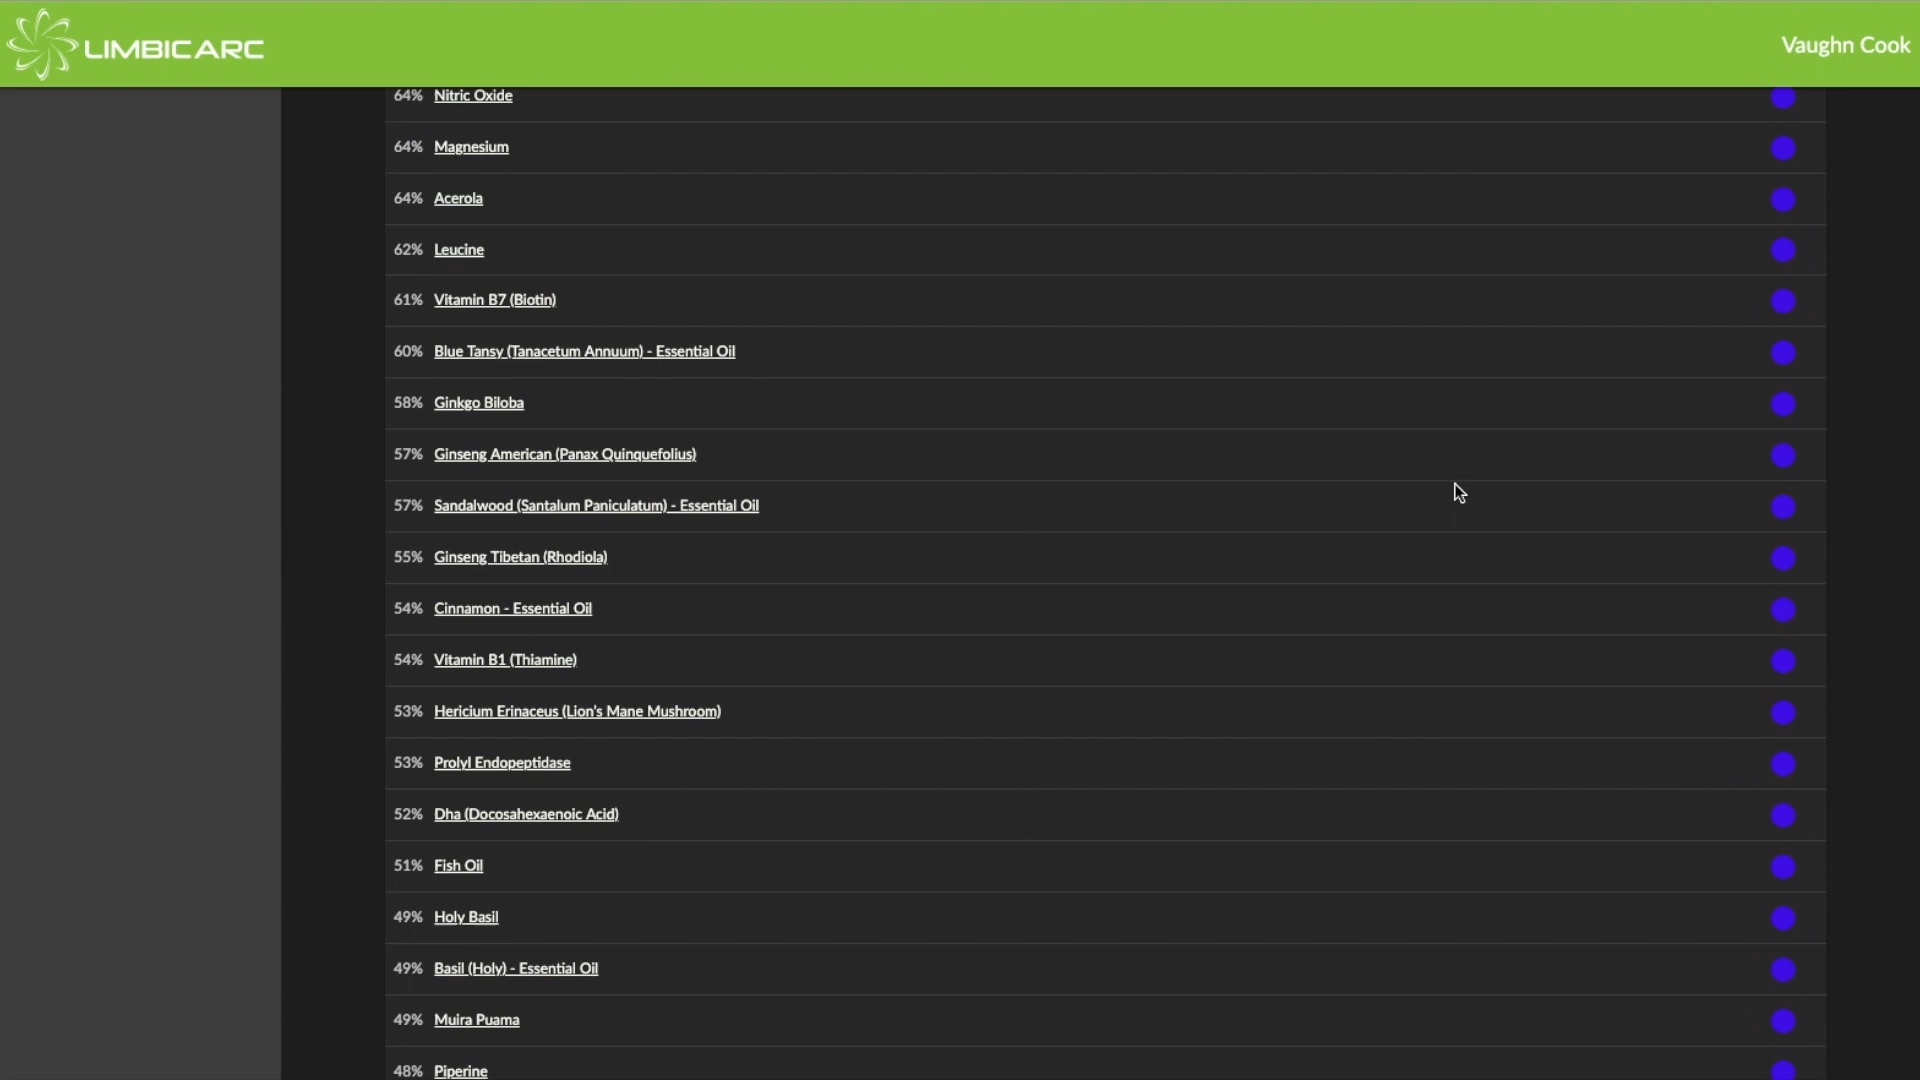 LIMBIC ARC
Vaughn Cook
64% Nitric Oxide
64% Magnesium
64% Acerola
62% Leucine
61% Vitamin B7 (Biotin)
60% Blue Tansy (Tanacetum Annuum) - Essential Oil
58% Ginkgo Biloba
57% Ginseng American (Panax Quinquefolius)
57% Sandalwood (Santalum Paniculatum) - Essential Oil
55% Ginseng Tibetan (Rhodiola)
54% Cinnamon - Essential Oil
54% Vitamin B1 (Thiamine)
53% Hericium Erinaceus (Lion's Mane Mushroom)
53% Prolyl Endopeptidase
52% Dha (Docosahexaenoic Acid)
51% Fish Oil
49% Holy Basil
49% Basil (Holy) - Essential Oil
49% Muira Puama
48% Piperine